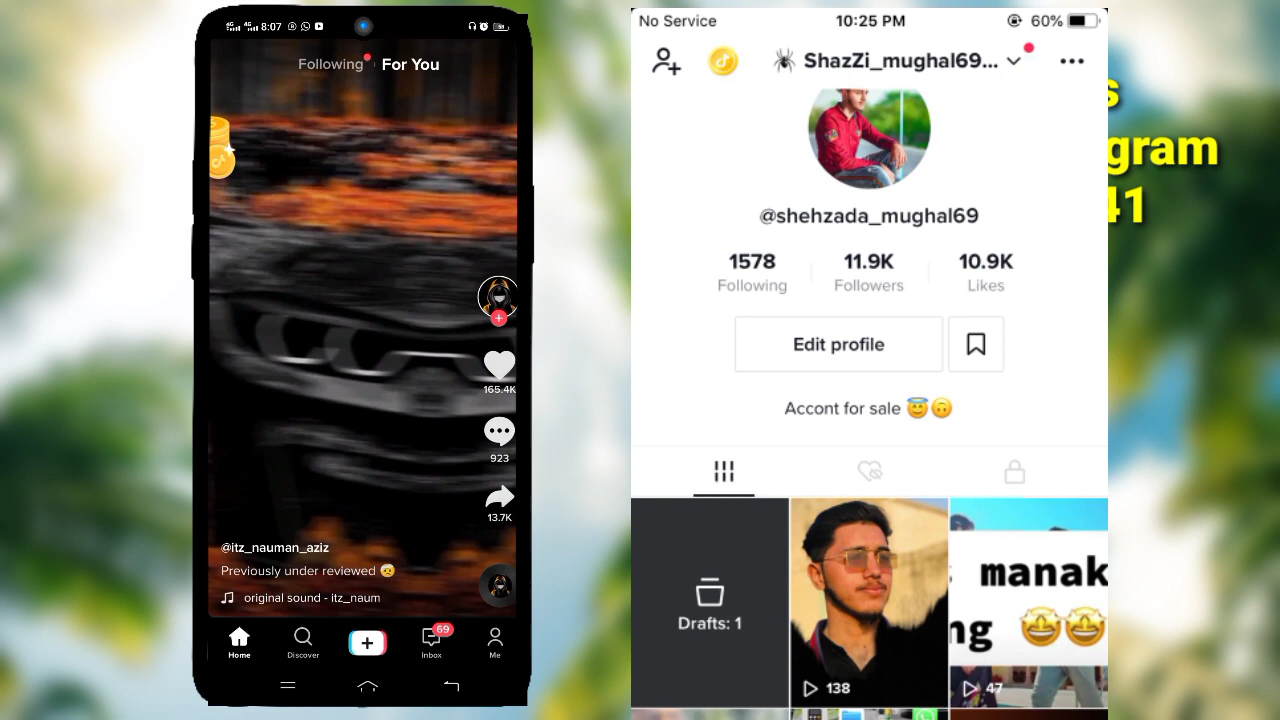 8:07
Following
For You
165.4K
923
13.7K
@itz_nauman_aziz
Previously under reviewed 🤕
original sound - itz_naum
69
Home
Discover
Inbox
Me
No Service
10:25 PM
60%
🕷 ShazZi_mughal69...
@shehzada_mughal69
1578
Following
11.9K
Followers
10.9K
Likes
Edit profile
Accont for sale 😇🙃
Drafts: 1
138
manak
ng 🤩🤩
47
s
gram
41